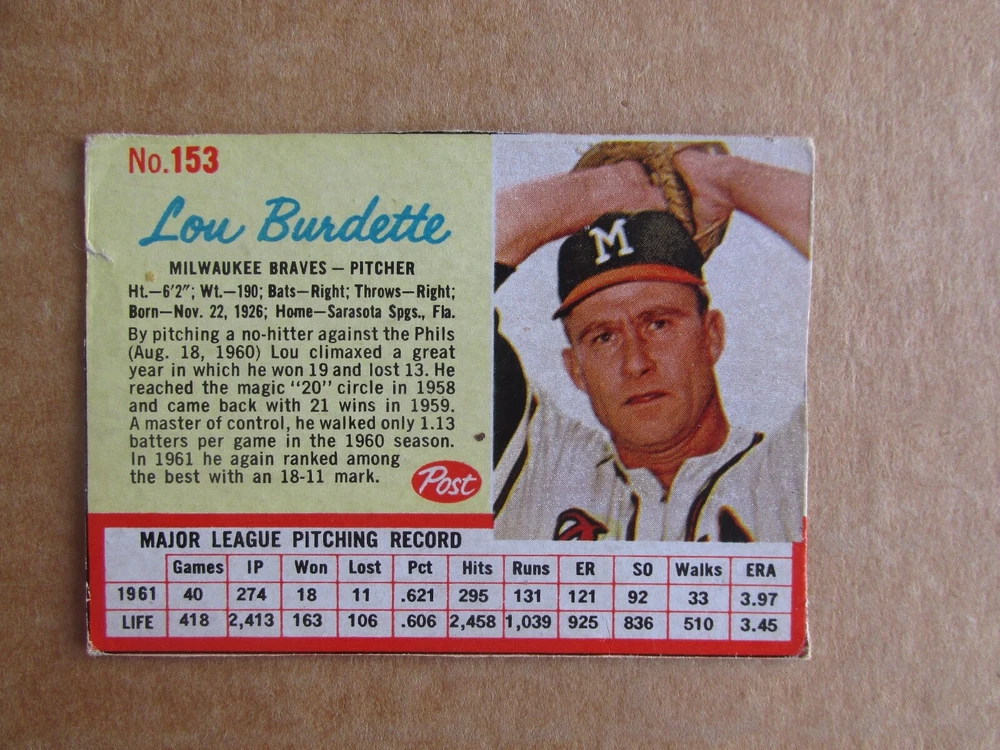 No.153
Lou Burdette
MILWAUKEE BRAVES — PITCHER
Ht.—6'2"; Wt.—190; Bats—Right; Throws—Right;
Born—Nov. 22, 1926; Home—Sarasota Spgs., Fla.
By pitching a no-hitter against the Phils
(Aug. 18, 1960) Lou climaxed a great
year in which he won 19 and lost 13. He
reached the magic "20" circle in 1958
and came back with 21 wins in 1959.
A master of control, he walked only 1.13
batters per game in the 1960 season.
In 1961 he again ranked among
the best with an 18-11 mark.
Post
M
MAJOR LEAGUE PITCHING RECORD
Games IP Won Lost Pct Hits Runs ER SO Walks ERA
1961 40 274 18 11 .621 295 131 121 92 33 3.97
LIFE 418 2,413 163 106 .606 2,458 1,039 925 836 510 3.45